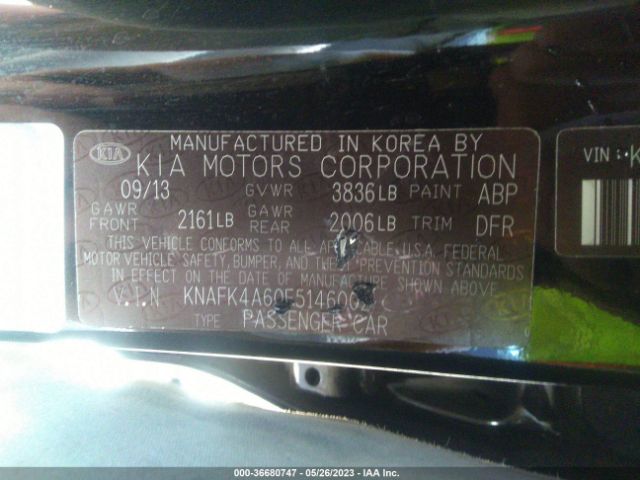 MANUFACTURED IN KOREA BY
KIA KIA MOTORS CORPORATION
09/13 GVWR 3836LB PAINT ABP
GAWR FRONT 2161LB GAWR REAR 2006LB TRIM DFR
THIS VEHICLE CONFORMS TO ALL U.S. FEDERAL
MOTOR VEHICLE SAFETY, BUMPER, AND PREVENTION STANDARDS
IN EFFECT ON THE DATE OF MANUFACTURE SHOWN ABOVE
V.I.N
TYPE PASSENGER CAR
VIN: K
000-36680747 - 05/26/2023 - IAA Inc.